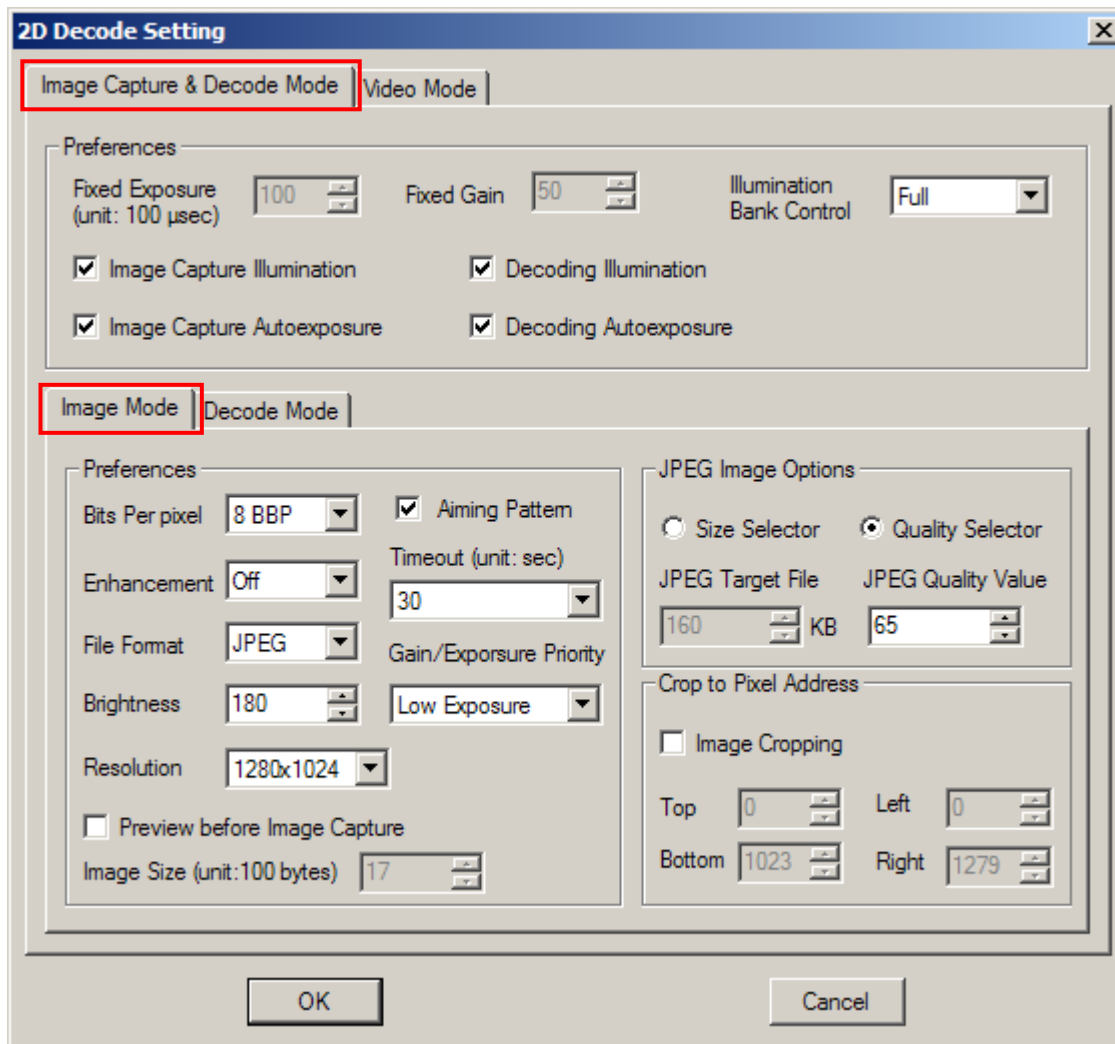 2D Decode Setting
Image Capture & Decode Mode Video Mode
Preferences
Fixed Exposure
(unit: 100 µsec)
100
Fixed Gain
50
Illumination
Bank Control
Full
Image Capture Illumination
Decoding Illumination
Image Capture Autoexposure
Decoding Autoexposure
Image Mode Decode Mode
Preferences
Bits Per pixel
8 BBP
Aiming Pattern
Enhancement
Off
Timeout (unit: sec)
30
File Format
JPEG
Gain/Exporsure Priority
Brightness
180
Low Exposure
Resolution
1280x1024
Preview before Image Capture
Image Size (unit:100 bytes)
17
JPEG Image Options
Size Selector
Quality Selector
JPEG Target File
JPEG Quality Value
160
KB
65
Crop to Pixel Address
Image Cropping
Top
0
Left
0
Bottom
1023
Right
1279
OK
Cancel